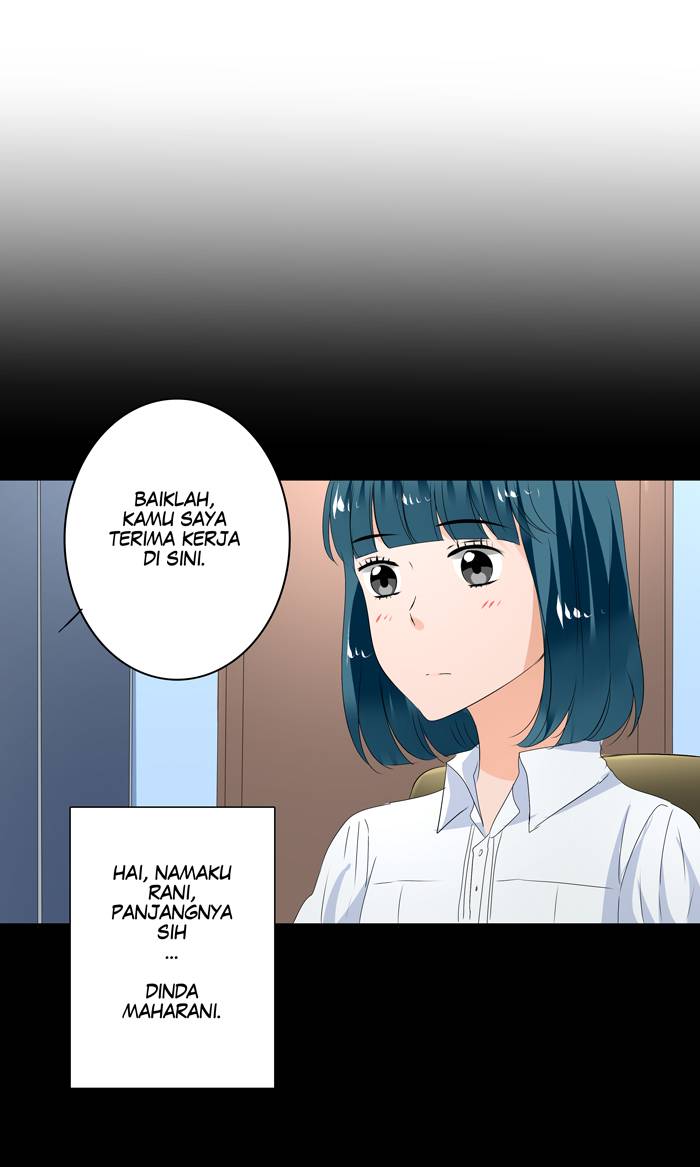 BAIKLAH,
KAMU SAYA
TERIMA KERJA
DI SINI.
HAI, NAMAKU
RANI,
PANJANGNYA
SIH
...
DINDA
MAHARANI.